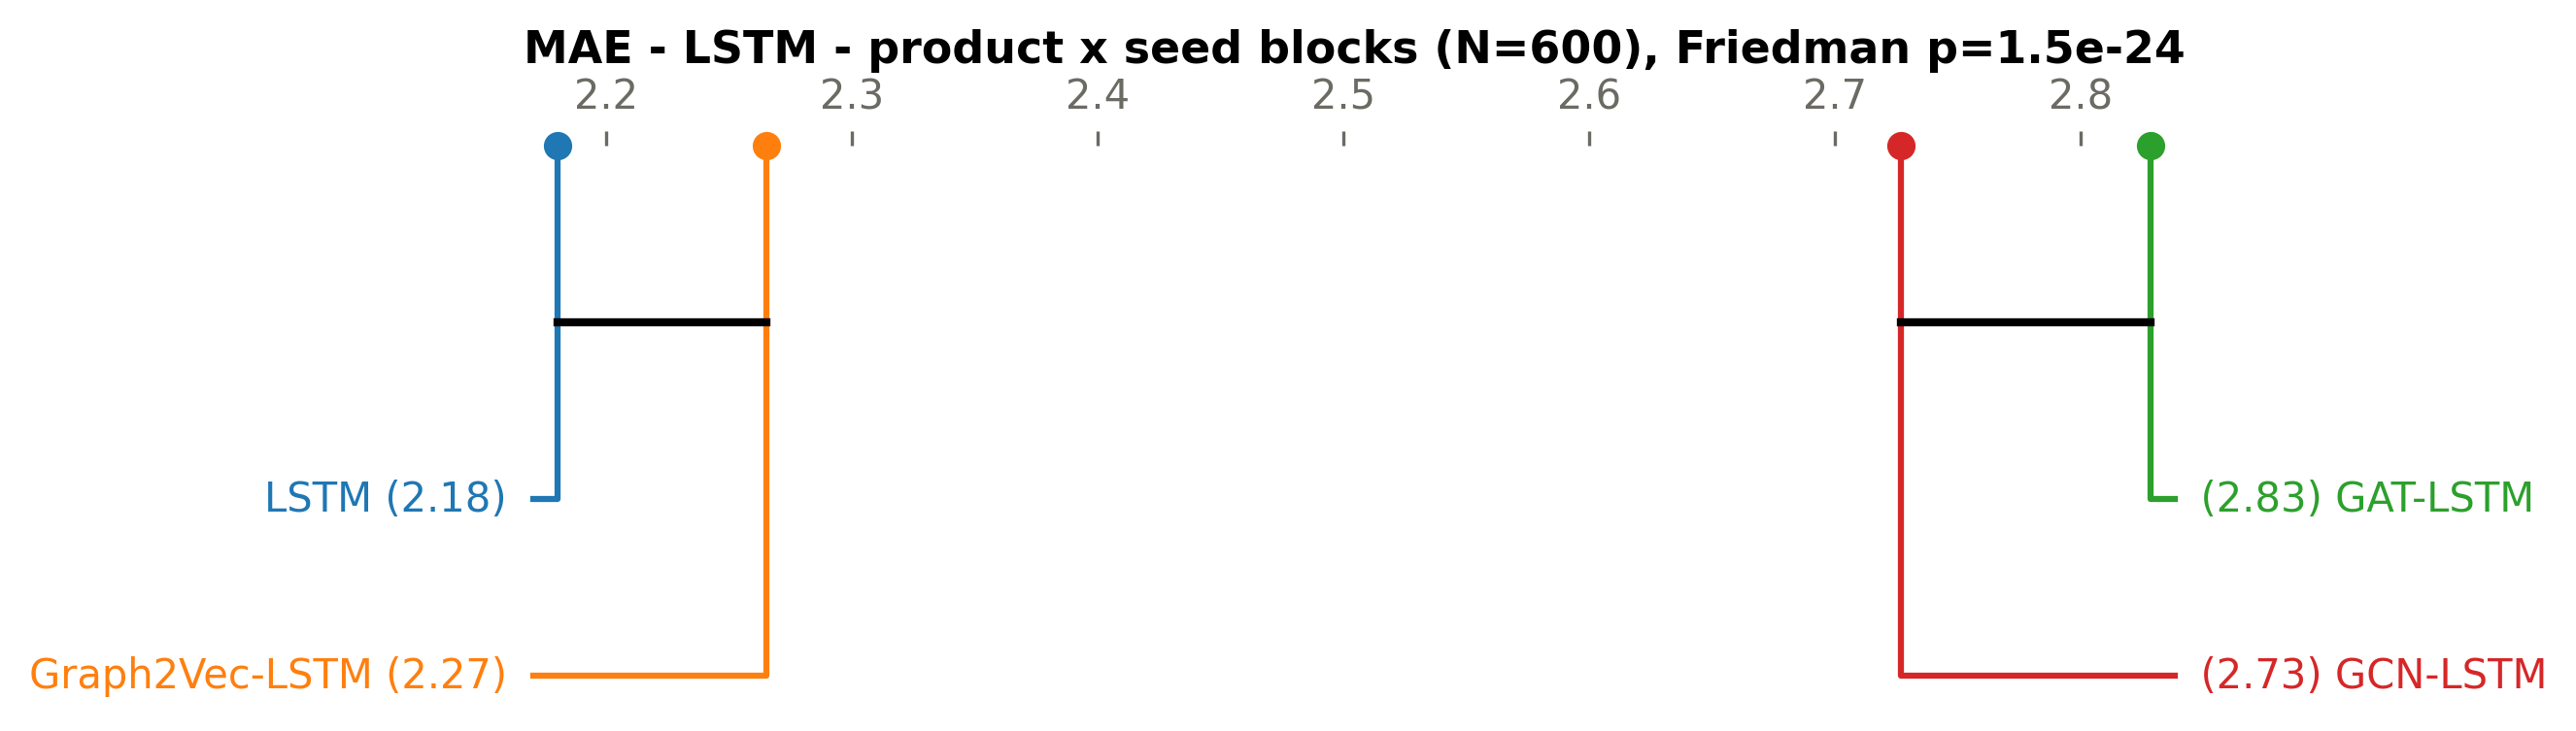 MAE - LSTM - product x seed blocks (N=600), Friedman p=1.5e-24
2.2 2.3 2.4 2.5 2.6 2.7 2.8
LSTM (2.18) (2.83) GAT-LSTM
Graph2Vec-LSTM (2.27) (2.73) GCN-LSTM